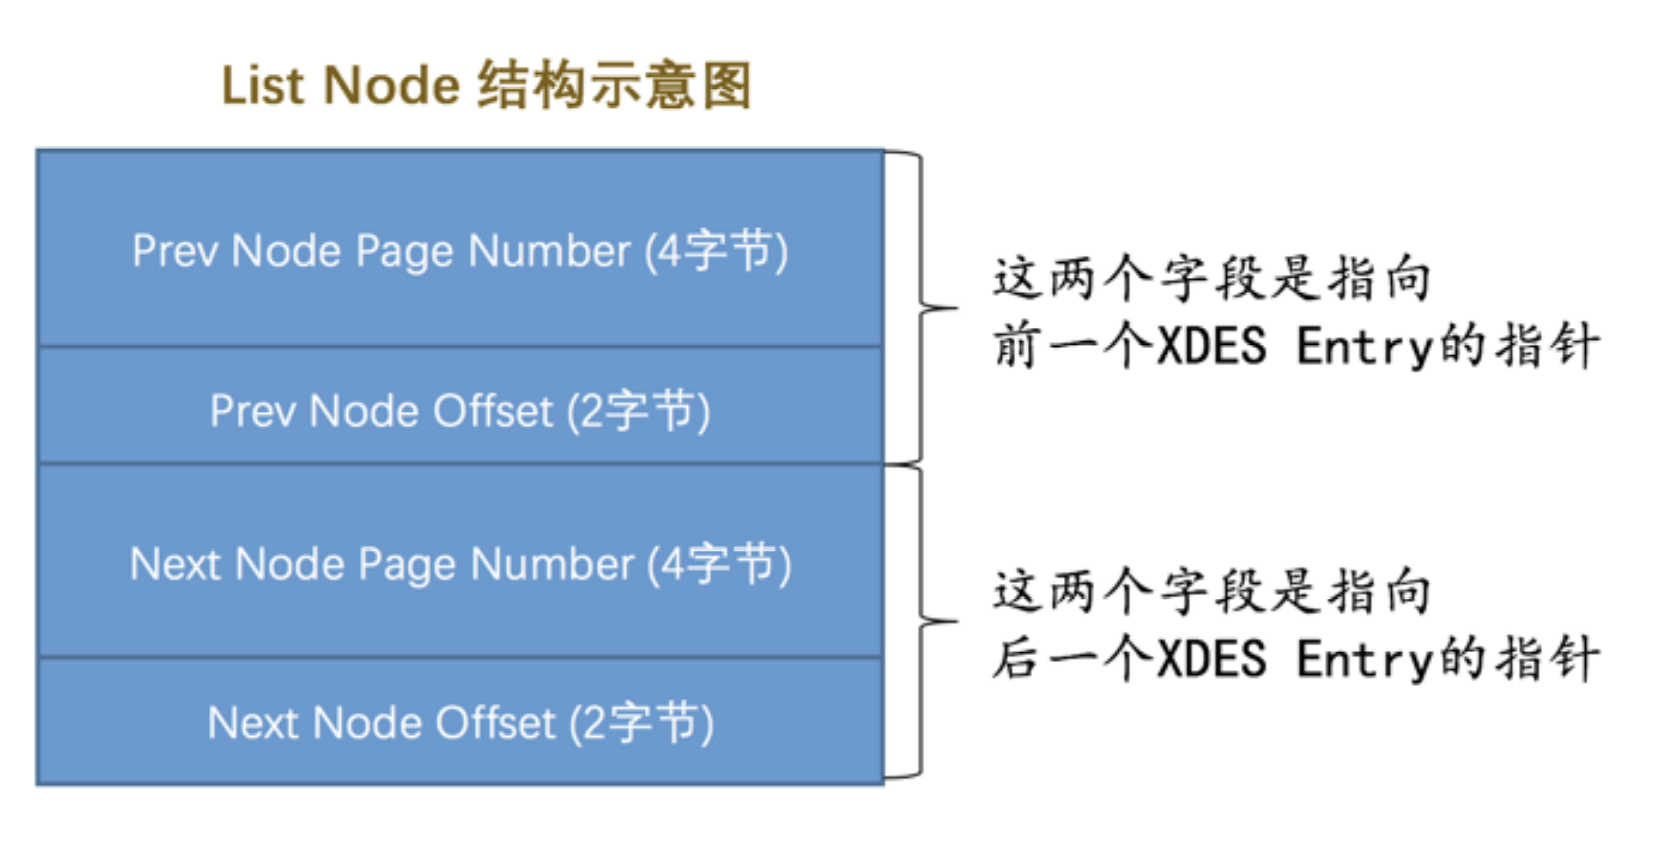 List Node 结构示意图
Prev Node Page Number (4字节)
Prev Node Offset (2字节)
这两个字段是指向
前一个XDES Entry的指针
Next Node Page Number (4字节)
Next Node Offset (2字节)
这两个字段是指向
后一个XDES Entry的指针